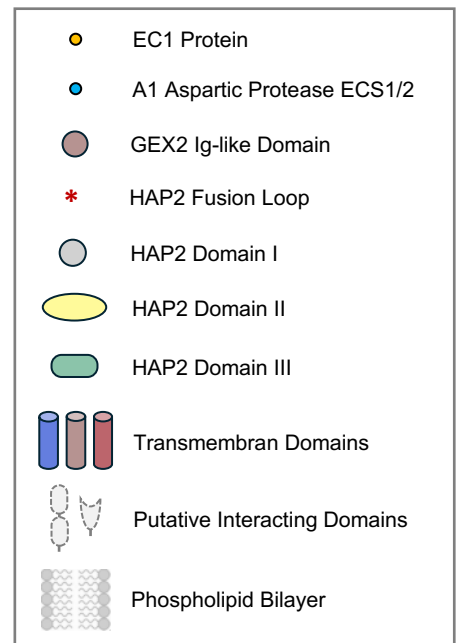 EC1 Protein
A1 Aspartic Protease ECS1/2
GEX2 Ig-like Domain
* HAP2 Fusion Loop
HAP2 Domain I
HAP2 Domain II
HAP2 Domain III
Transmembran Domains
Putative Interacting Domains
Phospholipid Bilayer